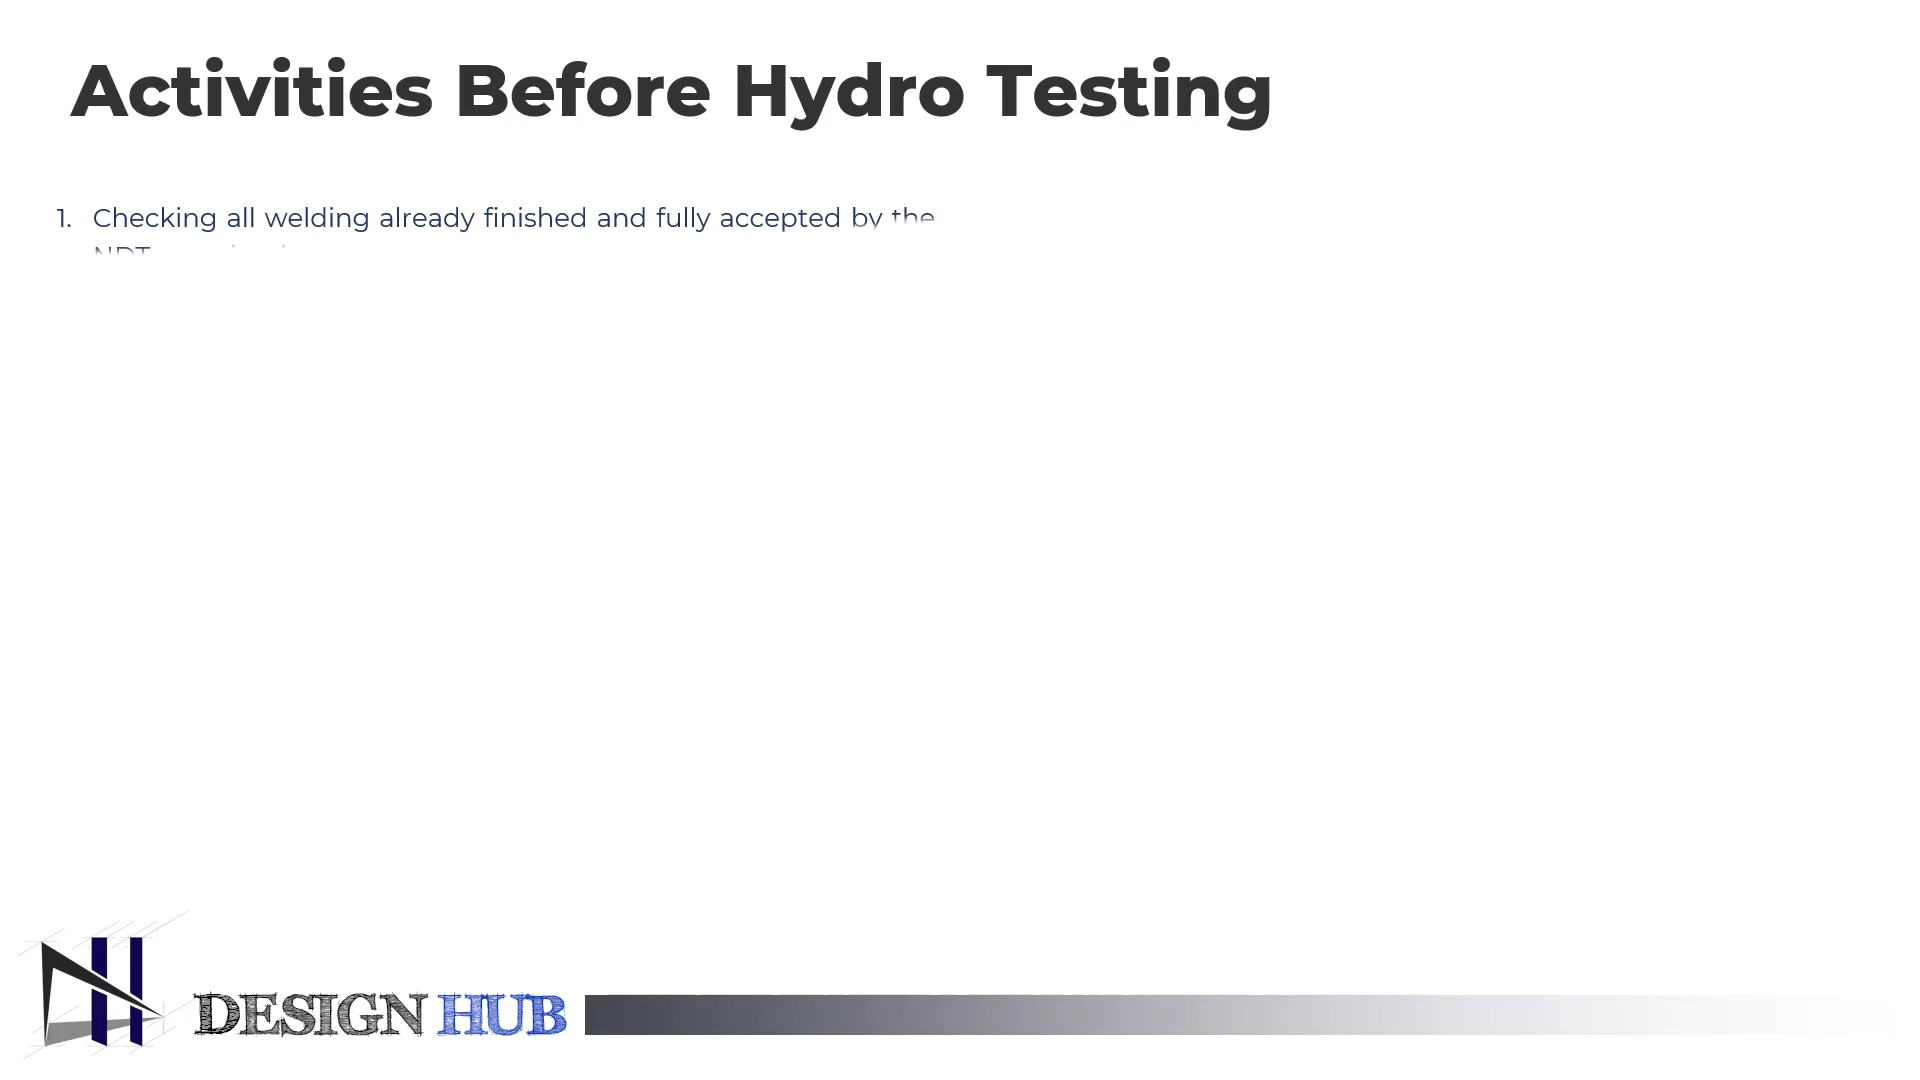 Activities Before Hydro Testing
1. Checking all welding already finished and fully accepted by the
NDT
DESIGN HUB